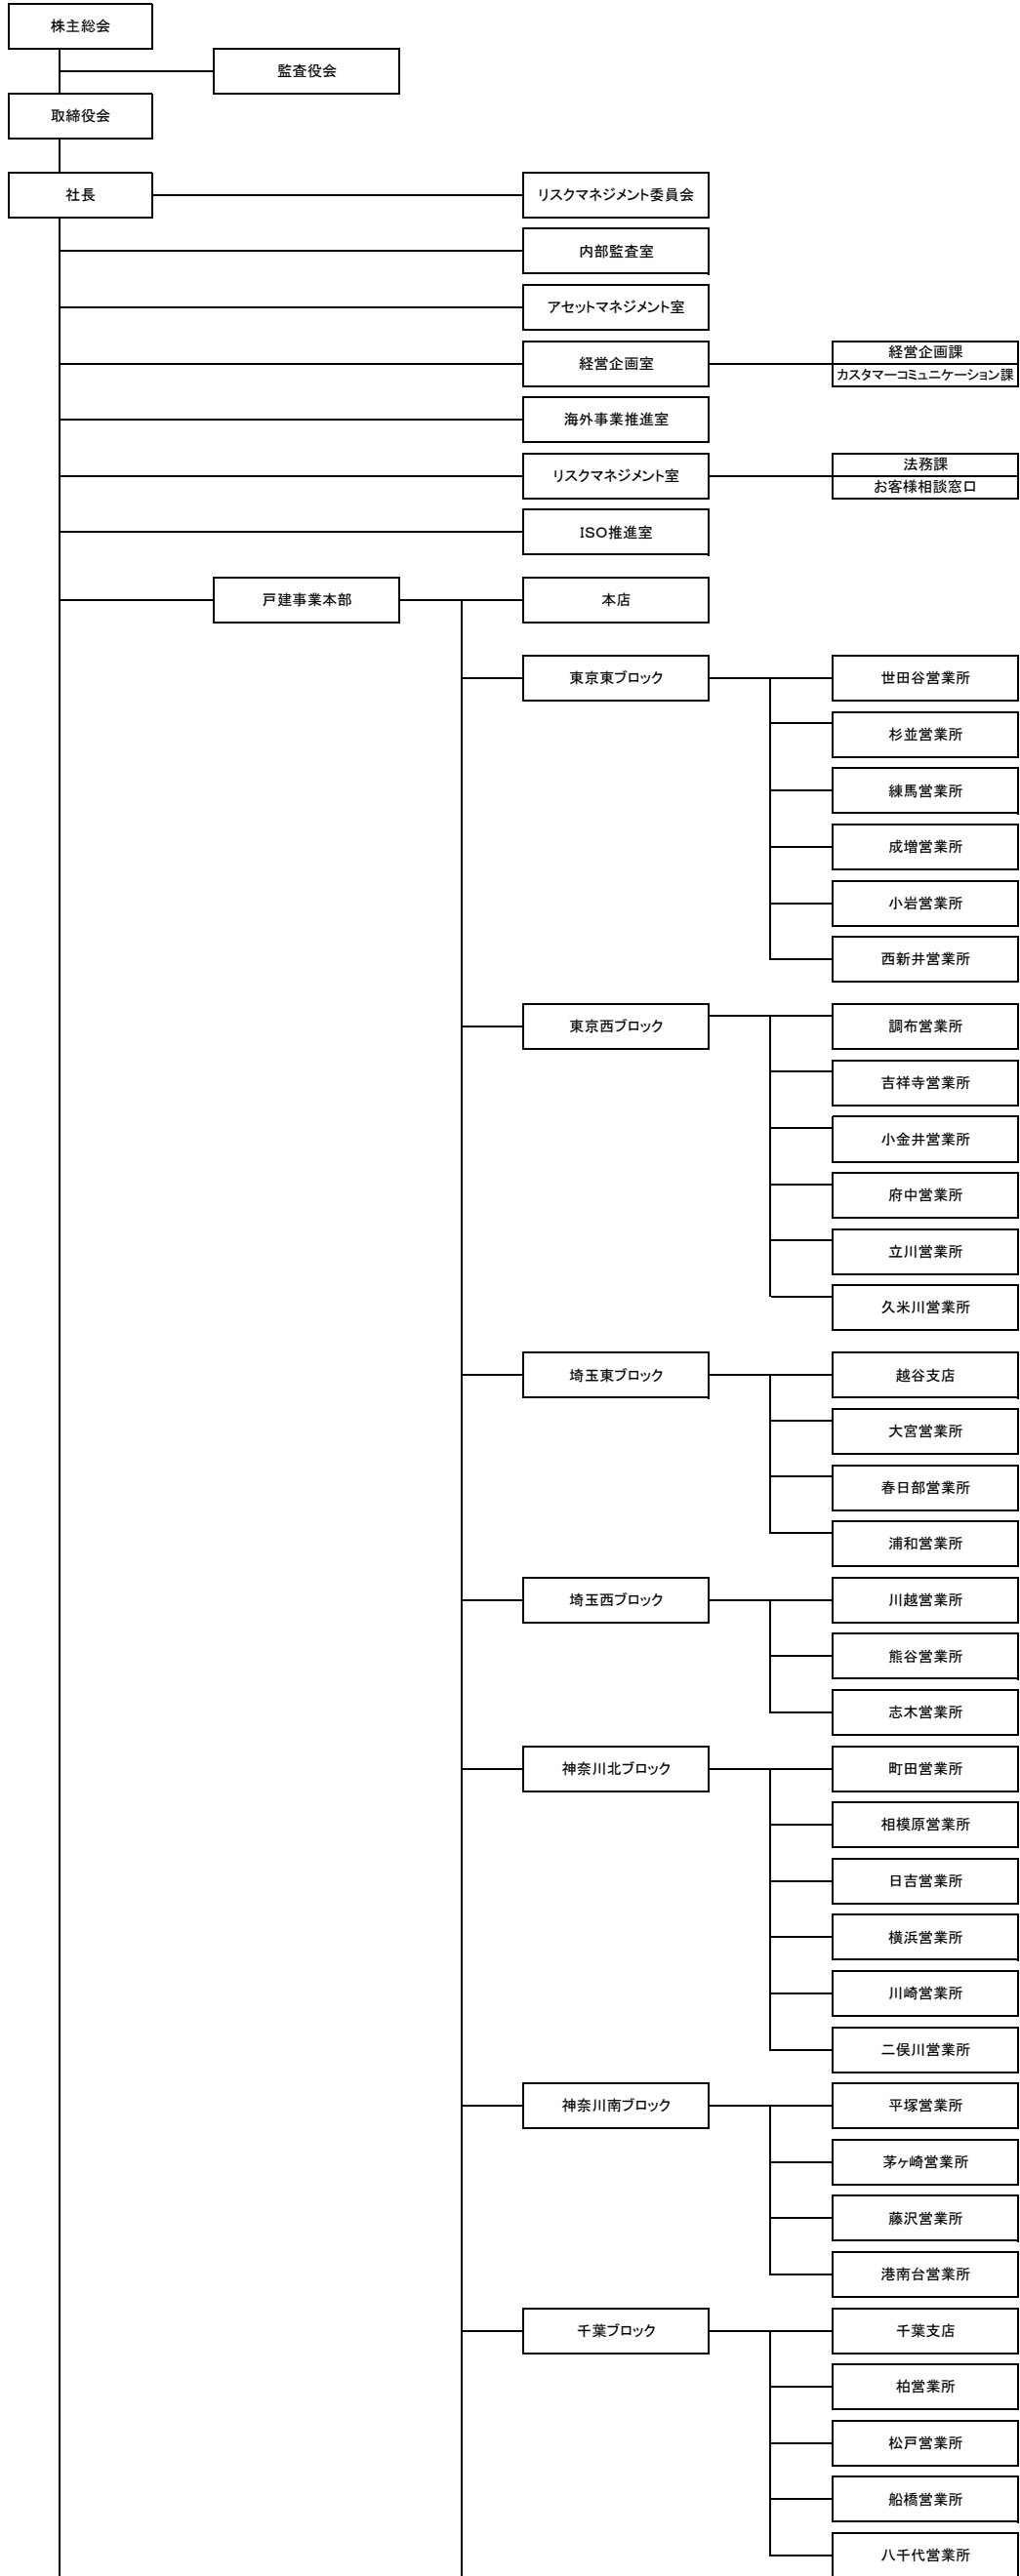 株主総会
監査役会
取締役会
社長
リスクマネジメント委員会
内部監査室
アセットマネジメント室
経営企画室
経営企画課
カスタマーコミュニケーション課
海外事業推進室
リスクマネジメント室
法務課
お客様相談窓口
ISO推進室
戸建事業本部
本店
東京東ブロック
世田谷営業所
杉並営業所
練馬営業所
成増営業所
小岩営業所
西新井営業所
東京西ブロック
調布営業所
吉祥寺営業所
小金井営業所
府中営業所
立川営業所
久米川営業所
埼玉東ブロック
越谷支店
大宮営業所
春日部営業所
浦和営業所
埼玉西ブロック
川越営業所
熊谷営業所
志木営業所
神奈川北ブロック
町田営業所
相模原営業所
日吉営業所
横浜営業所
川崎営業所
二俣川営業所
神奈川南ブロック
平塚営業所
茅ヶ崎営業所
藤沢営業所
港南台営業所
千葉ブロック
千葉支店
柏営業所
松戸営業所
船橋営業所
八千代営業所